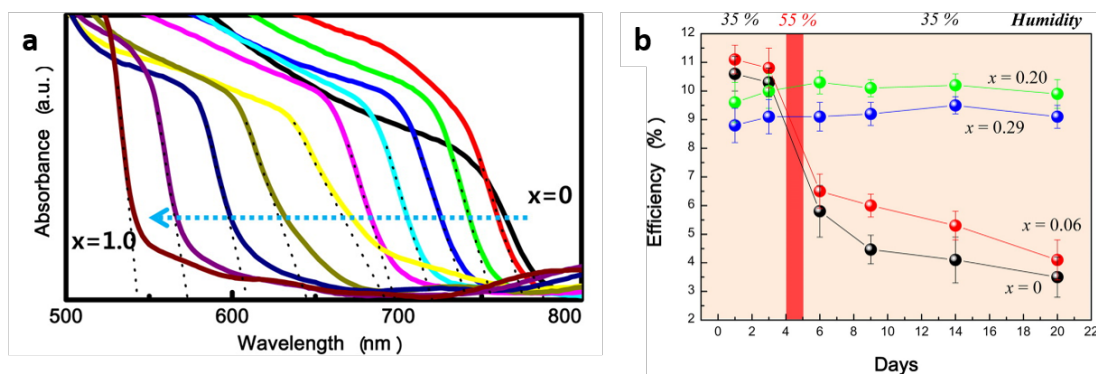 a
Absorbance (a.u.)
x=0
x=1.0
500
600
700
800
Wavelength (nm)
b
35 %
55 %
35 %
Humidity
12
11
10
9
8
7
6
5
4
3
2
Efficiency (%)
x = 0.20
x = 0.29
x = 0.06
x = 0
0 2 4 6 8 10 12 14 16 18 20 22
Days